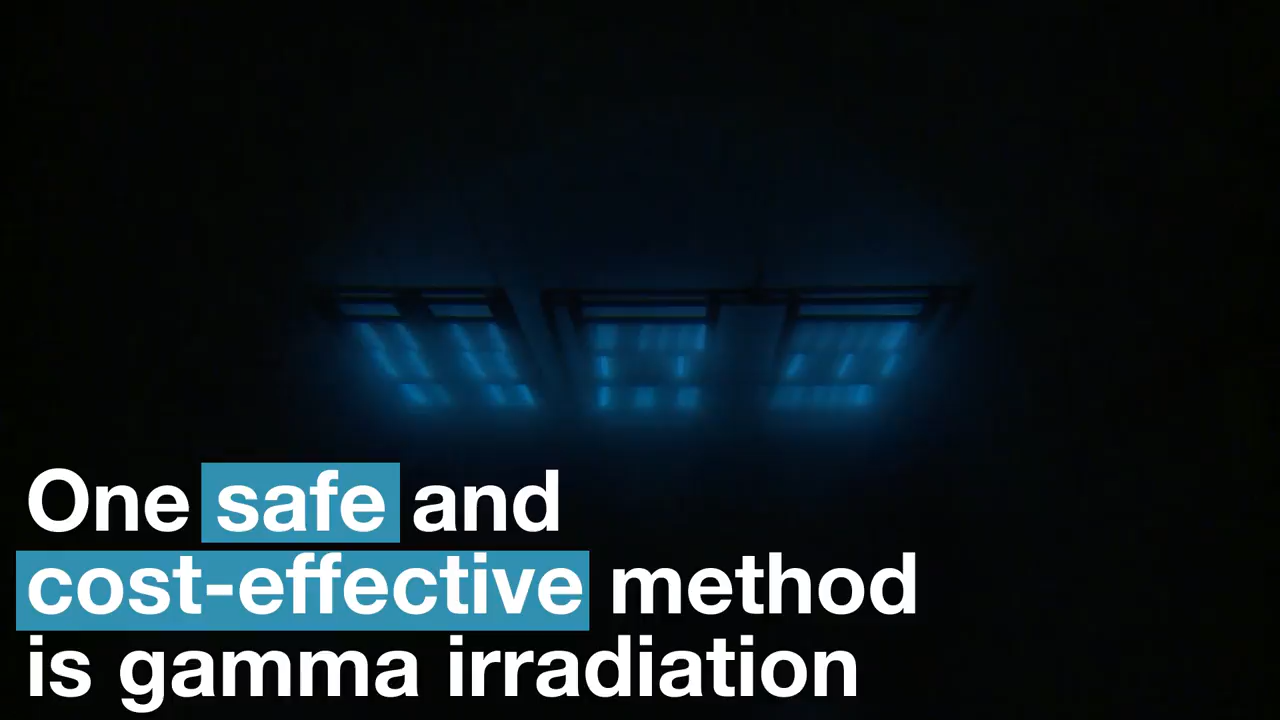 One safe and
cost-effective method
is gamma irradiation